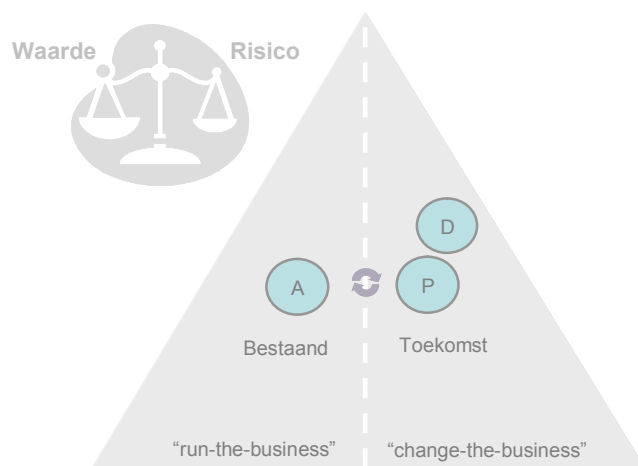 Waarde Risico
D
A P
Bestaand Toekomst
“run-the-business” “change-the-business”